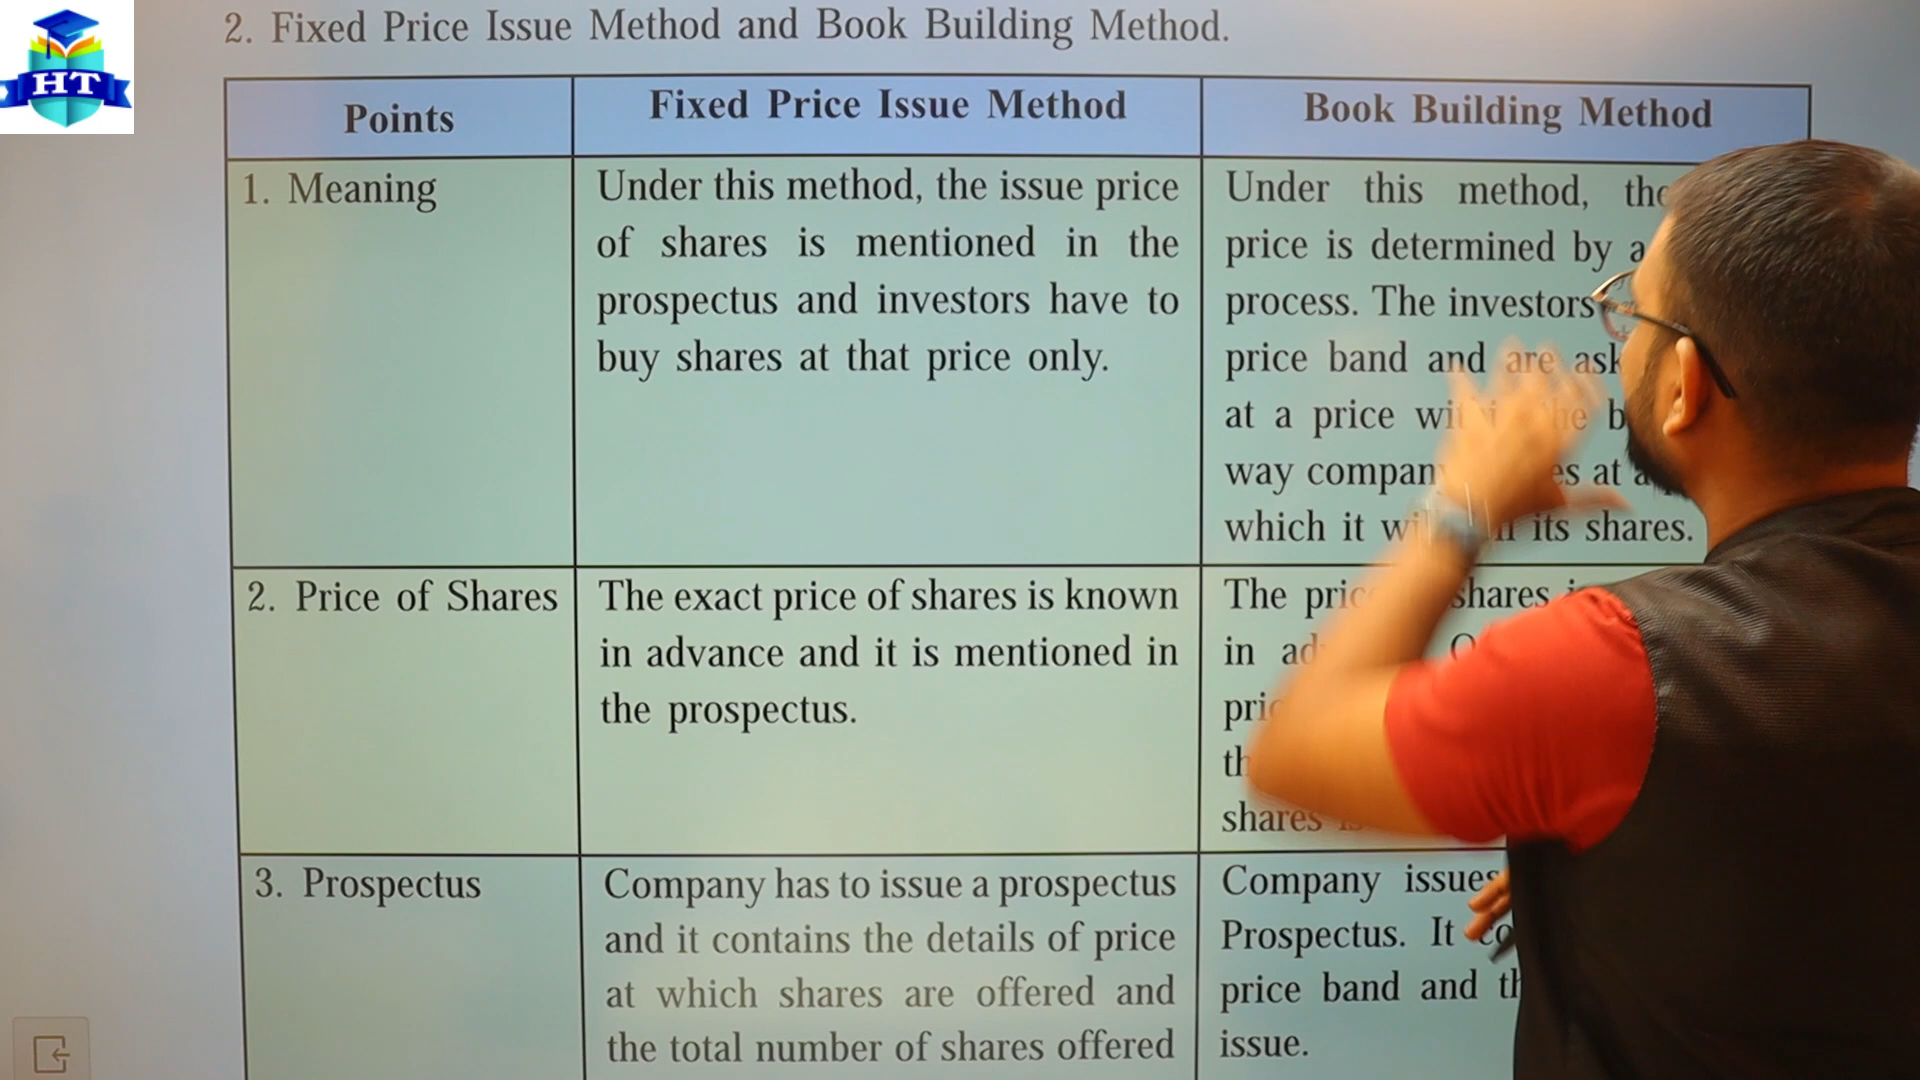 HT
2. Fixed Price Issue Method and Book Building Method.
Points
Fixed Price Issue Method
Book Building Method
1. Meaning
Under this method, the issue price
of shares is mentioned in the
prospectus and investors have to
buy shares at that price only.
Under this method, the
price is determined by a
process. The investors
price band and are
at a price
way
which it its shares.
2. Price of Shares
The exact price of shares is known
in advance and it is mentioned in
the prospectus.
The shares
in
shares
3. Prospectus
Company has to issue a prospectus
and it contains the details of price
at which shares are offered and
the total number of shares offered
Company issues
Prospectus. It
price band and
issue.